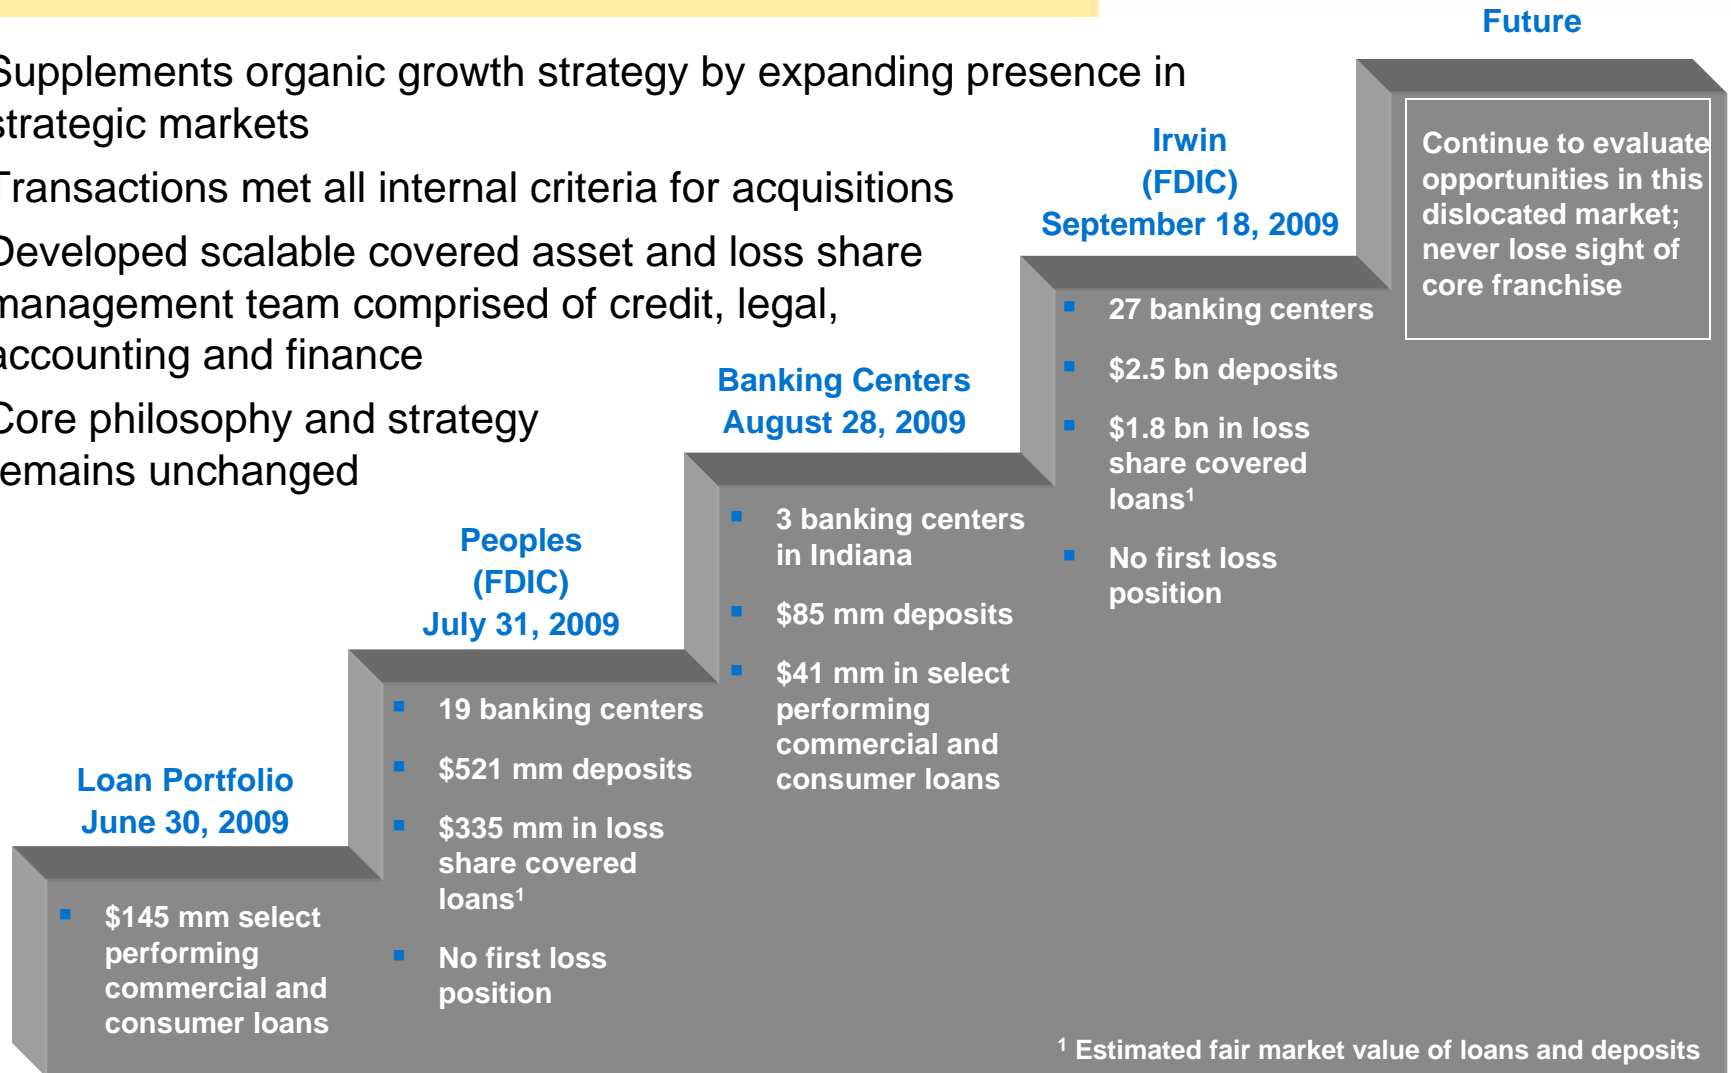 Supplements organic growth strategy by expanding presence in
strategic markets
Transactions met all internal criteria for acquisitions
Developed scalable covered asset and loss share
management team comprised of credit, legal,
accounting and finance
Core philosophy and strategy
remains unchanged
Loan Portfolio
June 30, 2009
▪ $145 mm select
performing
commercial and
consumer loans
Peoples
(FDIC)
July 31, 2009
▪ 19 banking centers
▪ $521 mm deposits
▪ $335 mm in loss
share covered
loans¹
▪ No first loss
position
Banking Centers
August 28, 2009
▪ 3 banking centers
in Indiana
▪ $85 mm deposits
▪ $41 mm in select
performing
commercial and
consumer loans
Irwin
(FDIC)
September 18, 2009
▪ 27 banking centers
▪ $2.5 bn deposits
▪ $1.8 bn in loss
share covered
loans¹
▪ No first loss
position
Future
Continue to evaluate
opportunities in this
dislocated market;
never lose sight of
core franchise
¹ Estimated fair market value of loans and deposits